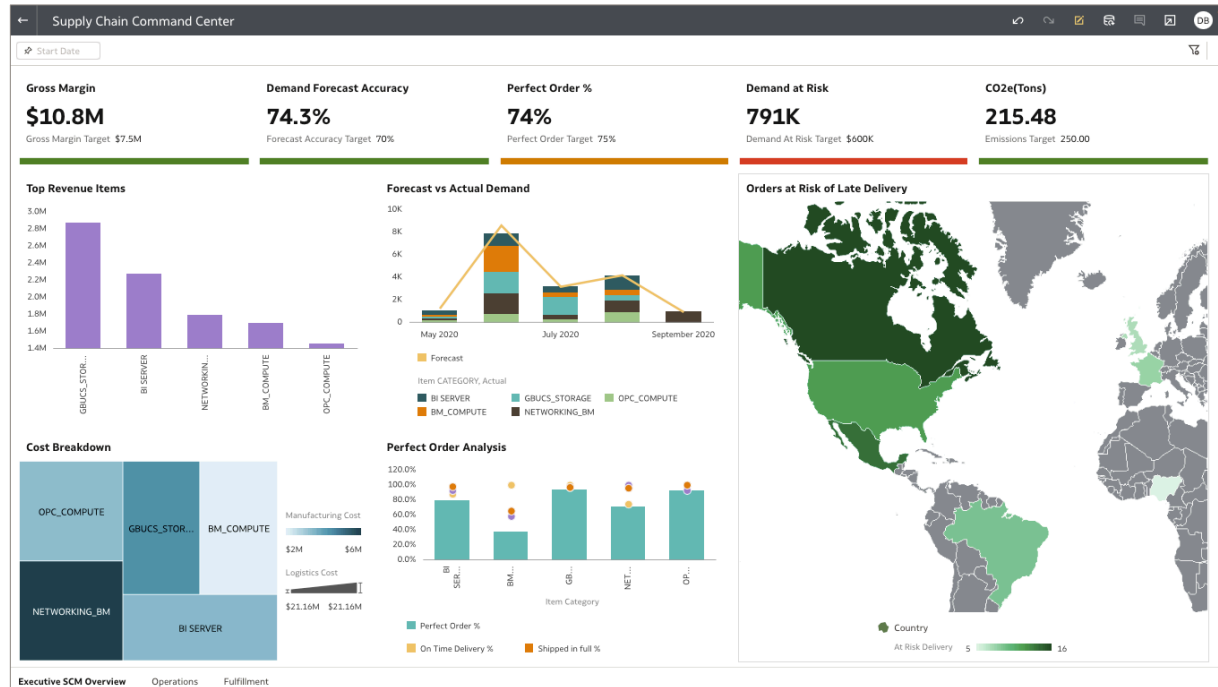 Supply Chain Command Center
DB
Start Date
Gross Margin
$10.8M
Gross Margin Target $7.5M
Demand Forecast Accuracy
74.3%
Forecast Accuracy Target 70%
Perfect Order %
74%
Perfect Order Target 75%
Demand at Risk
791K
Demand At Risk Target $600K
CO2e(Tons)
215.48
Emissions Target 250.00
Top Revenue Items
3.0M
2.8M
2.6M
2.4M
2.2M
2.0M
1.8M
1.6M
1.4M
GBUCS_STOR...
BI SERVER
NETWORKIN...
BM_COMPUTE
OPC_COMPUTE
Forecast vs Actual Demand
10K
8K
6K
4K
2K
0
May 2020
July 2020
September 2020
Forecast
Item CATEGORY, Actual
BI SERVER GBUCS_STORAGE OPC_COMPUTE
BM_COMPUTE NETWORKING_BM
Orders at Risk of Late Delivery
Country
At Risk Delivery 5 16
Cost Breakdown
OPC_COMPUTE
GBUCS_STOR...
BM_COMPUTE
NETWORKING_BM
BI SERVER
Manufacturing Cost
$2M $6M
Logistics Cost
$21.16M $21.16M
Perfect Order Analysis
120.0%
100.0%
80.0%
60.0%
40.0%
20.0%
0.0%
BI
SER...
BM...
GB...
NET...
OP...
Item Category
Perfect Order %
On Time Delivery % Shipped in full %
Executive SCM Overview Operations Fulfillment